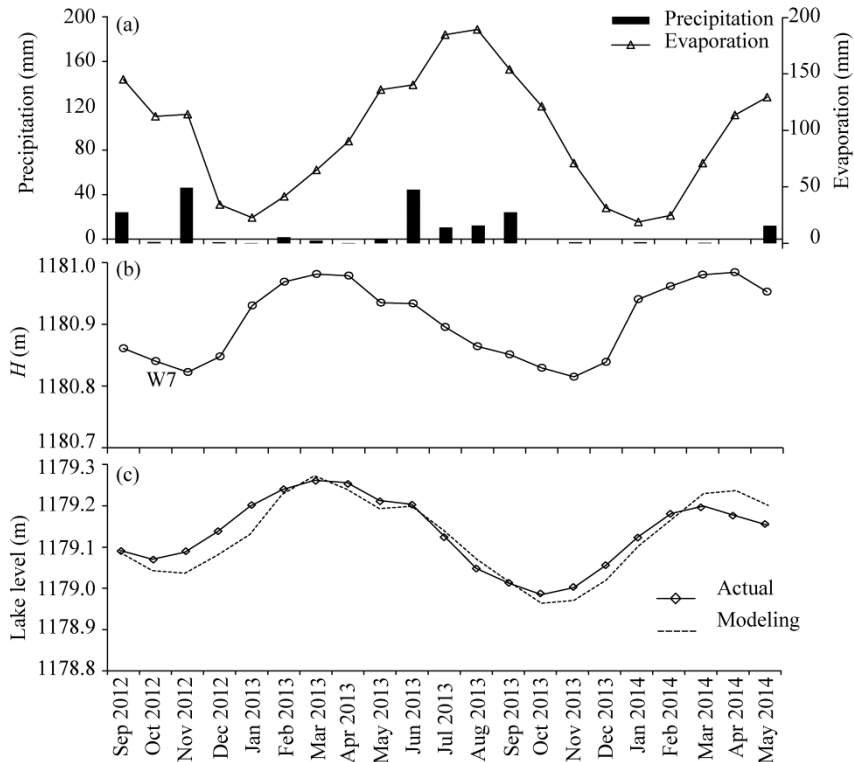 (a)
Precipitation
Evaporation
Precipitation (mm)
200
160
120
80
40
0
Evaporation (mm)
200
150
100
50
0
(b)
H (m)
1181.0
1180.9
1180.8
1180.7
W7
(c)
Lake level (m)
1179.3
1179.2
1179.1
1179.0
1178.9
1178.8
Actual
Modeling
Sep 2012
Oct 2012
Nov 2012
Dec 2012
Jan 2013
Feb 2013
Mar 2013
Apr 2013
May 2013
Jun 2013
Jul 2013
Aug 2013
Sep 2013
Oct 2013
Nov 2013
Dec 2013
Jan 2014
Feb 2014
Mar 2014
Apr 2014
May 2014